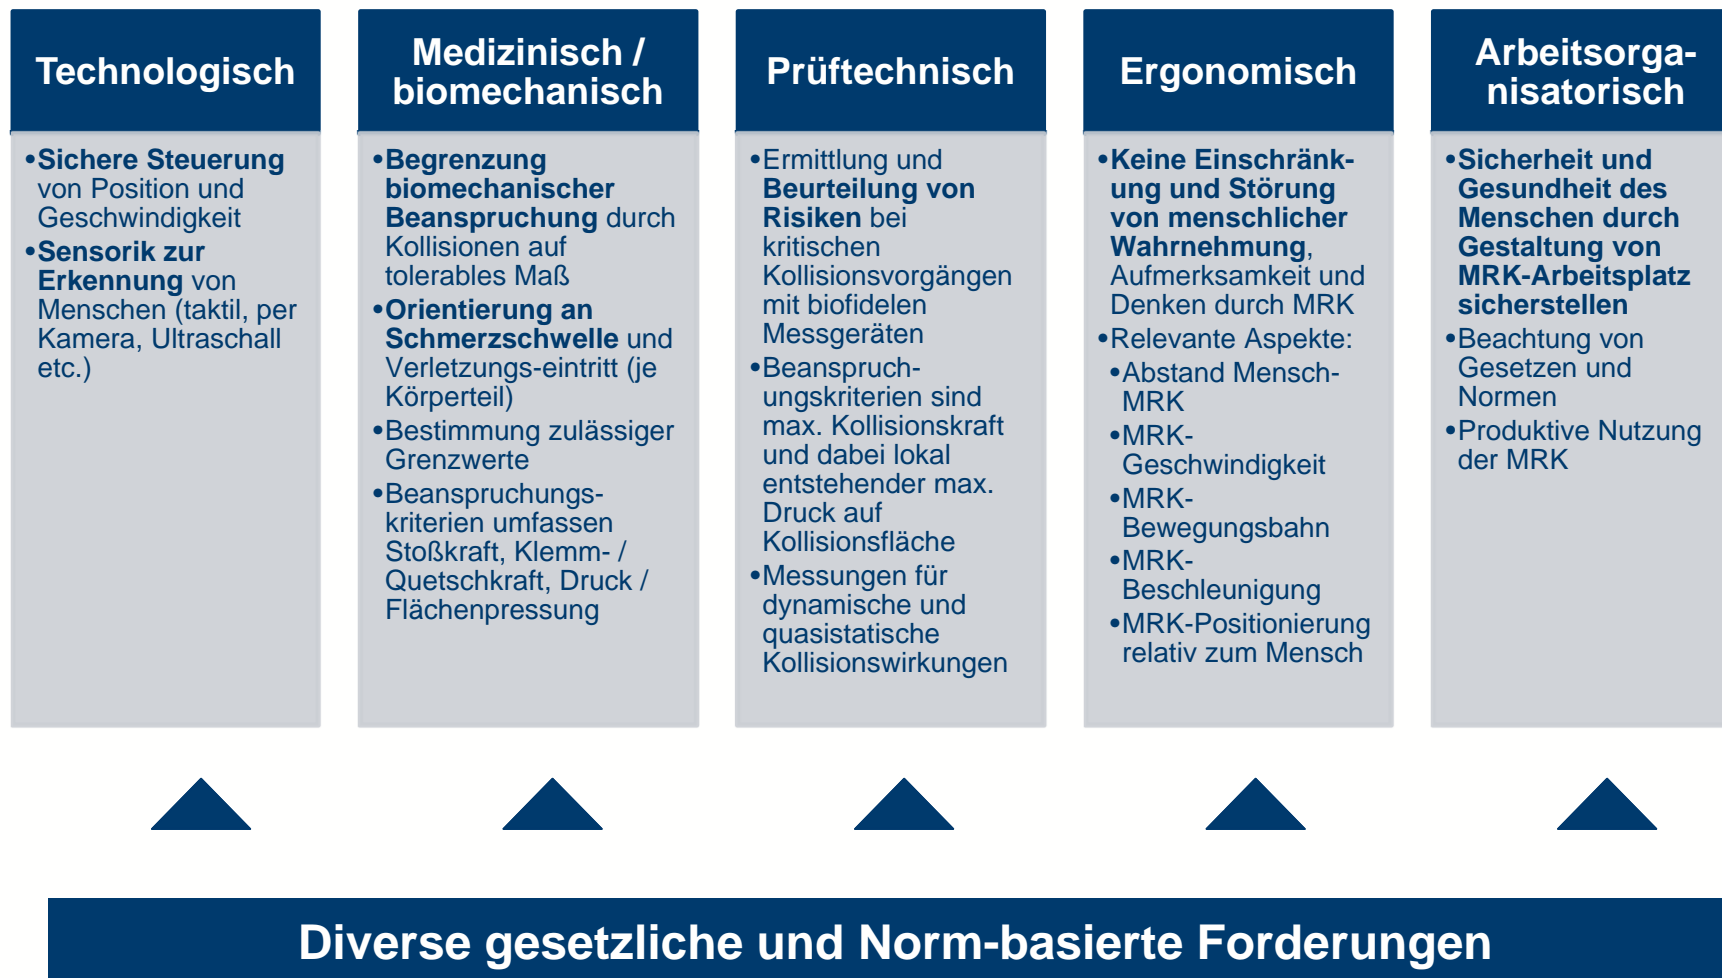 Technologisch
•Sichere Steuerung
von Position und
Geschwindigkeit
•Sensorik zur
Erkennung von
Menschen (taktil, per
Kamera, Ultraschall
etc.)
Medizinisch /
biomechanisch
•Begrenzung
biomechanischer
Beanspruchung durch
Kollisionen auf
tolerables Maß
•Orientierung an
Schmerzschwelle und
Verletzungs-eintritt (je
Körperteil)
•Bestimmung zulässiger
Grenzwerte
•Beanspruchungs-
kriterien umfassen
Stoßkraft, Klemm- /
Quetschkraft, Druck /
Flächenpressung
Prüftechnisch
•Ermittlung und
Beurteilung von
Risiken bei
kritischen
Kollisionsvorgängen
mit biofidelen
Messgeräten
•Beanspruch-
ungskriterien sind
max. Kollisionskraft
und dabei lokal
entstehender max.
Druck auf
Kollisionsfläche
•Messungen für
dynamische und
quasistatische
Kollisionswirkungen
Ergonomisch
•Keine Einschränk-
ung und Störung
von menschlicher
Wahrnehmung,
Aufmerksamkeit und
Denken durch MRK
•Relevante Aspekte:
•Abstand Mensch-
MRK
•MRK-
Geschwindigkeit
•MRK-
Bewegungsbahn
•MRK-
Beschleunigung
•MRK-Positionierung
relativ zum Mensch
Arbeitsorga-
nisatorisch
•Sicherheit und
Gesundheit des
Menschen durch
Gestaltung von
MRK-Arbeitsplatz
sicherstellen
•Beachtung von
Gesetzen und
Normen
•Produktive Nutzung
der MRK
Diverse gesetzliche und Norm-basierte Forderungen